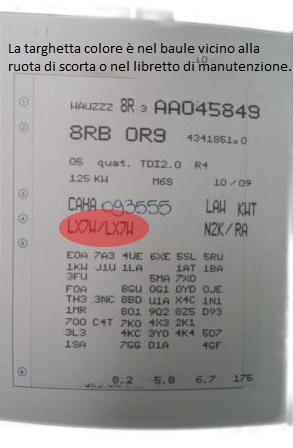 La targhetta colore è nel baule vicino alla
ruota di scorta o nel libretto di manutenzione.
WAUZZZ 8R 3 AA045849
8RB 0R9 4341851.0
Q5 quat. TDI2.0 R4
125 KW M6S 10/09
CAHA 093555 LAW KWT
LX7W/LX7W N2K/RA
E0A 7A3 4UE 6XE 5SL 5RU
1KW J1U 1LA 1AT 1BA
3FU 5MA 7X0
F0A 8GU 0G1 0YD 0JE
TH3 3NC 8BD U1A X4C 1N1
1MR 801 9Q2 8Z5 D93
700 C4T 7K0 4X3 2K1
3L3 4KC 3Y0 4K4 5D7
1SA 7GG 01A 4GF
8.2 5.8 6.7 175